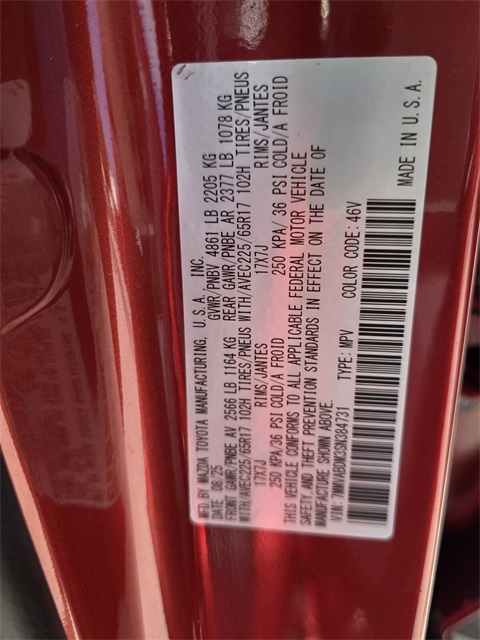 MFD BY MAZDA TOYOTA MANUFACTURING, U.S.A. INC.
DATE 08/25 GVWR/PNBV 4861 LB 2205 KG
FRONT GAWR/PNBE AV 2566 LB 1164 KG REAR GAWR/PNBE AR 2377 LB 1078 KG
WITH/AVEC225/65R17 102H TIRES/PNEUS WITH/AVEC225/65R17 102H TIRES/PNEUS
17X7J RIMS/JANTES 17X7J RIMS/JANTES
250 KPA/36 PSI COLD/A FROID 250 KPA/36 PSI COLD/A FROID
THIS VEHICLE CONFORMS TO ALL APPLICABLE FEDERAL MOTOR VEHICLE
SAFETY, AND THEFT PREVENTION STANDARDS IN EFFECT ON THE DATE OF
MANUFACTURE SHOWN ABOVE.
VIN: 7MMVABDM3SN384731 TYPE: MPV COLOR CODE: 46V
MADE IN U.S.A.